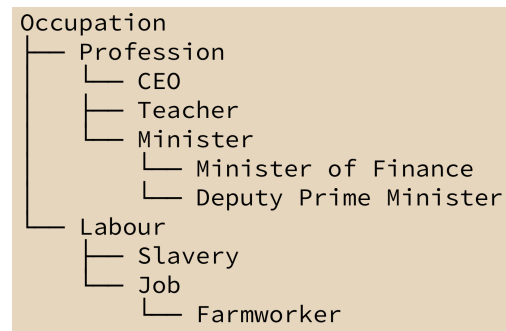 Occupation
├── Profession
│   └── CEO
│   ├── Teacher
│   └── Minister
│       └── Minister of Finance
│       └── Deputy Prime Minister
└── Labour
    ├── Slavery
    └── Job
        └── Farmworker